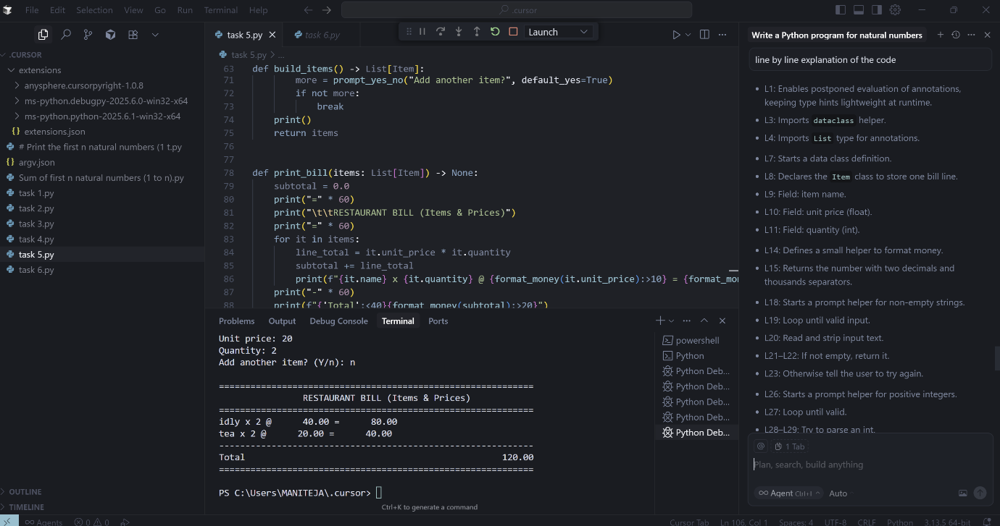 File Edit Selection View Go Run Terminal Help
.cursor
task 5.py
task 6.py
Launch
Write a Python program for natural numbers
.CURSOR
extensions
anysphere.cursorpyright-1.0.8
ms-python.debugpy-2025.6.0-win32-x64
ms-python.python-2025.6.1-win32-x64
extensions.json
# Print the first n natural numbers (1 t.py
argv.json
Sum of first n natural numbers (1 to n).py
task 1.py
task 2.py
task 3.py
task 4.py
task 5.py
task 6.py
OUTLINE
TIMELINE
task 5.py > ...
63 def build_items() -> List[Item]:
71 more = prompt_yes_no("Add another item?", default_yes=True)
72 if not more:
73 break
74 print()
75 return items
76
77
78 def print_bill(items: List[Item]) -> None:
79 subtotal = 0.0
80 print("=" * 60)
81 print("\t\tRESTAURANT BILL (Items & Prices)")
82 print("=" * 60)
83 for it in items:
84 line_total = it.unit_price * it.quantity
85 subtotal += line_total
86 print(f"{it.name} x {it.quantity} @ {format_money(it.unit_price):>10} = {format_mo
87 print("-" * 60)
88 print(f"{'Total':<40}{format_money(subtotal):>20}")
Problems Output Debug Console Terminal Ports
Unit price: 20
Quantity: 2
Add another item? (Y/n): n
============================================================
RESTAURANT BILL (Items & Prices)
============================================================
idly x 2 @ 40.00 = 80.00
tea x 2 @ 20.00 = 40.00
------------------------------------------------------------
Total 120.00
============================================================
PS C:\Users\MANITEJA\.cursor>
Ctrl+K to generate a command
powershell
Python
Python Deb...
Python Deb...
Python Deb...
Python Deb...
Python Deb...
line by line explanation of the code
• L1: Enables postponed evaluation of annotations,
keeping type hints lightweight at runtime.
• L3: Imports dataclass helper.
• L4: Imports List type for annotations.
• L7: Starts a data class definition.
• L8: Declares the Item class to store one bill line.
• L9: Field: item name.
• L10: Field: unit price (float).
• L11: Field: quantity (int).
• L14: Defines a small helper to format money.
• L15: Returns the number with two decimals and
thousands separators.
• L18: Starts a prompt helper for non-empty strings.
• L19: Loop until valid input.
• L20: Read and strip input text.
• L21–L22: If not empty, return it.
• L23: Otherwise tell the user to try again.
• L26: Starts a prompt helper for positive integers.
• L27: Loop until valid.
• L28–L29: Try to parse an int.
@ 1 Tab
Plan, search, build anything
Agent Ctrl+I Auto
Agents 0 0
Cursor Tab Ln 106, Col 1 Spaces: 4 UTF-8 CRLF Python 3.13.5 64-bit